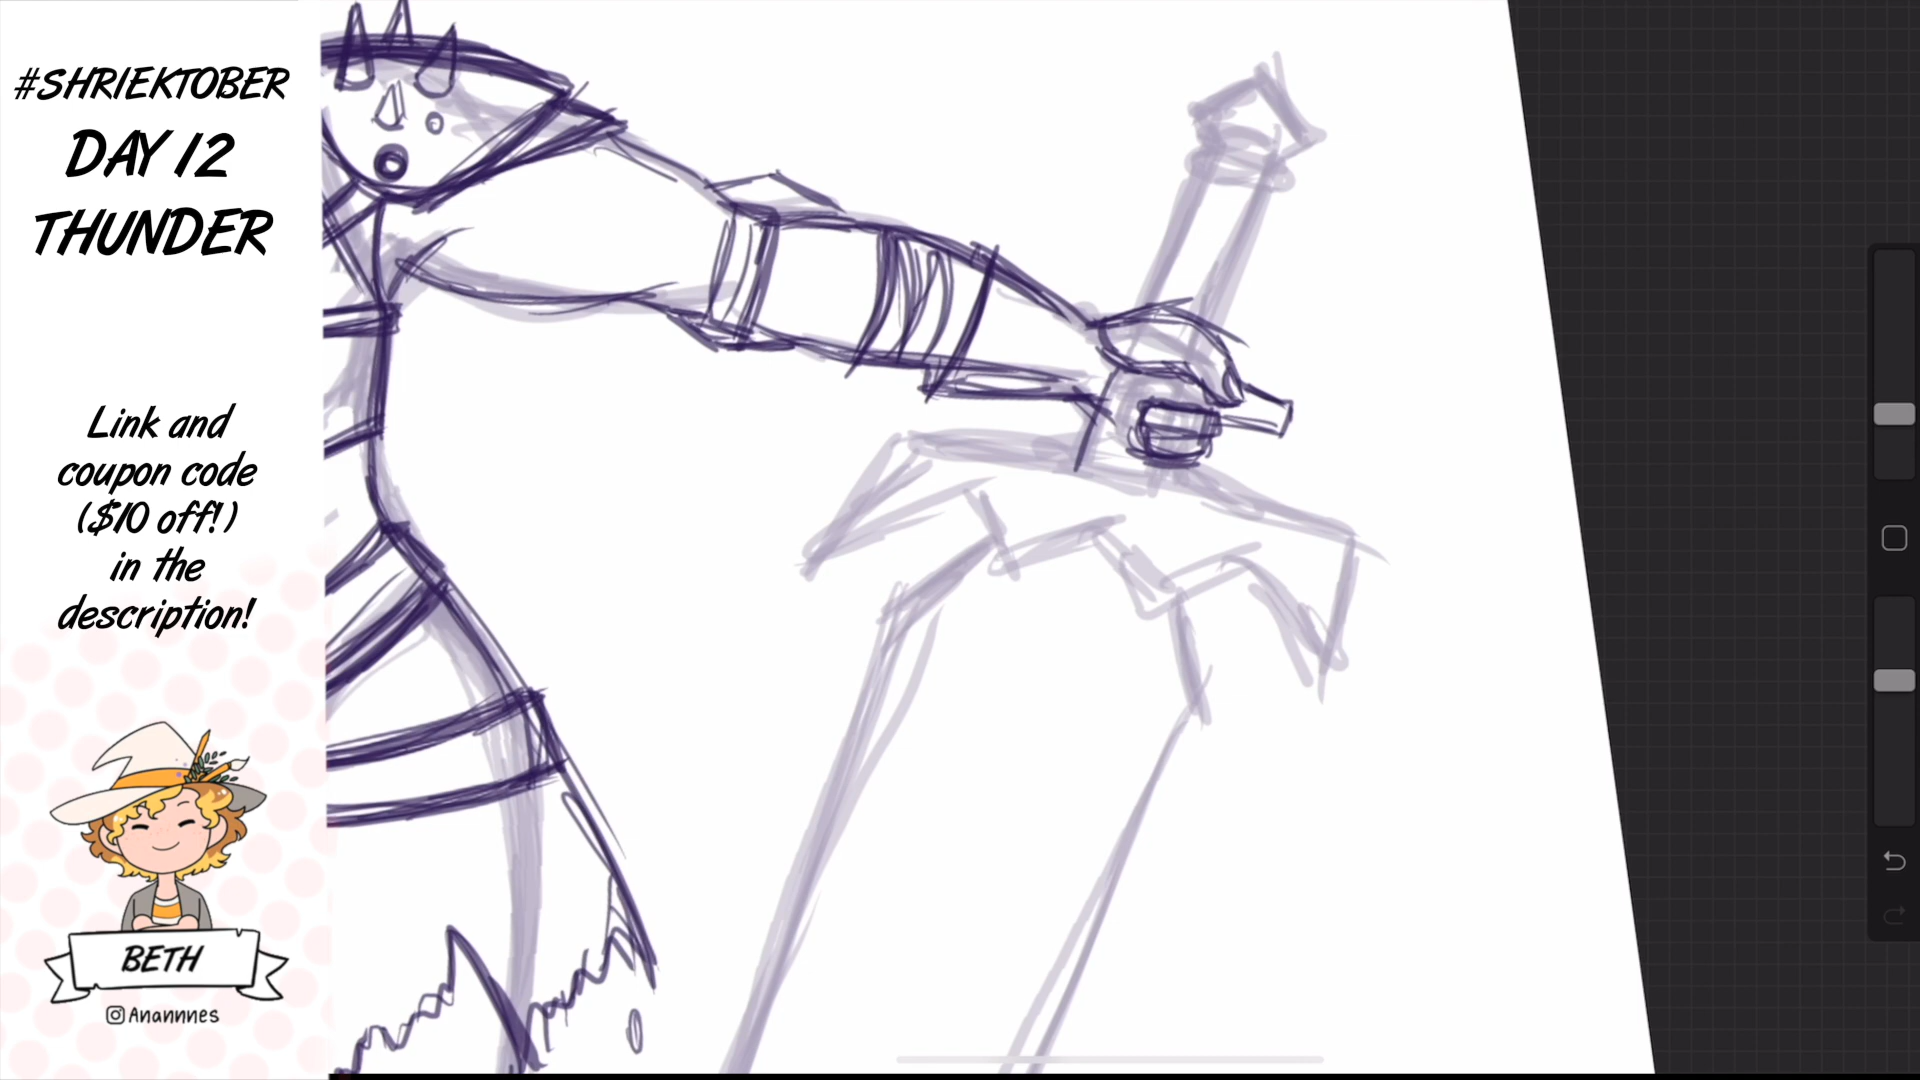 #SHRIEKTOBER
DAY 12
THUNDER
Link and
coupon code
($10 off!)
in the
description!
BETH
Anannnes